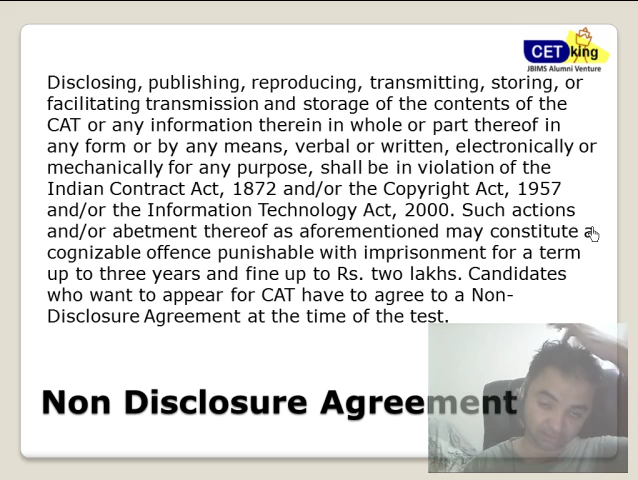 CET king
JBIMS Alumni Venture
Disclosing, publishing, reproducing, transmitting, storing, or
facilitating transmission and storage of the contents of the
CAT or any information therein in whole or part thereof in
any form or by any means, verbal or written, electronically or
mechanically for any purpose, shall be in violation of the
Indian Contract Act, 1872 and/or the Copyright Act, 1957
and/or the Information Technology Act, 2000. Such actions
and/or abetment thereof as aforementioned may constitute a
cognizable offence punishable with imprisonment for a term
up to three years and fine up to Rs. two lakhs. Candidates
who want to appear for CAT have to agree to a Non-
Disclosure Agreement at the time of the test.
Non Disclosure Agreement